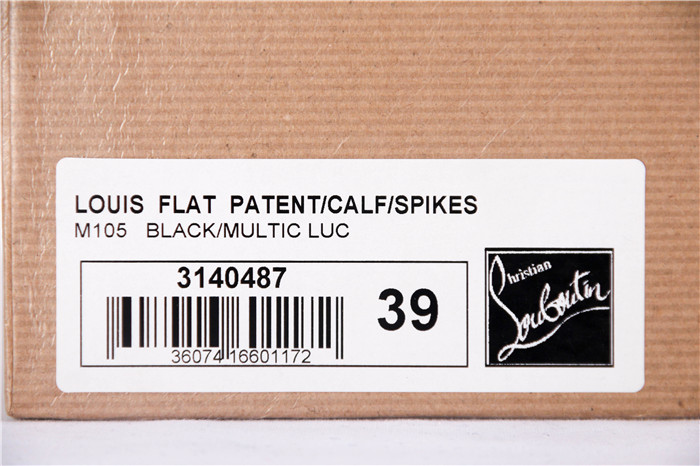 LOUIS FLAT PATENT/CALF/SPIKES
M105 BLACK/MULTIC LUC
3140487
36074 16601172
39
Christian
Louboutin